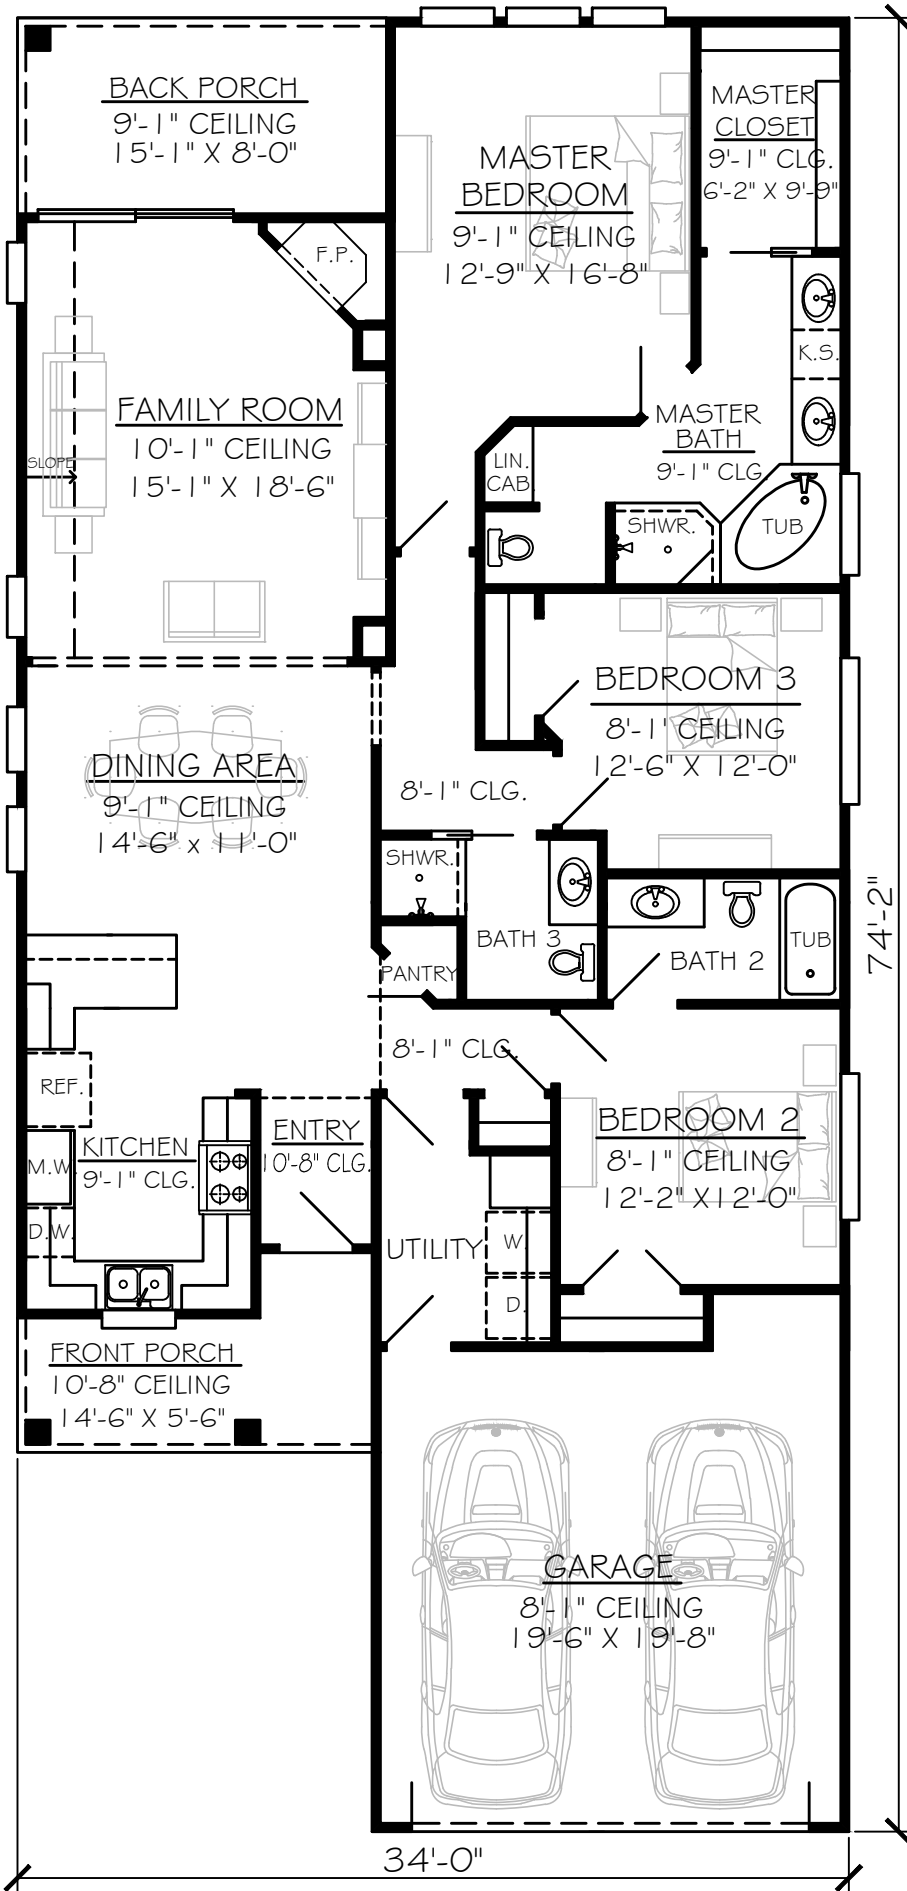 BACK PORCH
9'-1" CEILING
15'-1" X 8'-0"
MASTER
BEDROOM
9'-1" CEILING
12'-9" X 16'-8"
MASTER
CLOSET
9'-1" CLG.
6'-2" X 9'-9"
F.P.
K.S.
FAMILY ROOM
10'-1" CEILING
15'-1" X 18'-6"
SLOPE
MASTER
BATH
9'-1" CLG.
LIN.
CAB.
SHWR.
TUB
BEDROOM 3
8'-1" CEILING
12'-6" X 12'-0"
DINING AREA
9'-1" CEILING
14'-6" x 11'-0"
8'-1" CLG.
SHWR.
BATH 3
PANTRY
BATH 2
TUB
74'-2"
8'-1" CLG.
REF.
KITCHEN
9'-1" CLG.
M.W.
D.W.
ENTRY
10'-8" CLG.
BEDROOM 2
8'-1" CEILING
12'-2" X12'-0"
UTILITY
W.
D.
FRONT PORCH
10'-8" CEILING
14'-6" X 5'-6"
GARAGE
8'-1" CEILING
19'-6" X 19'-8"
34'-0"